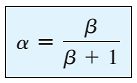 α = β / (β + 1)